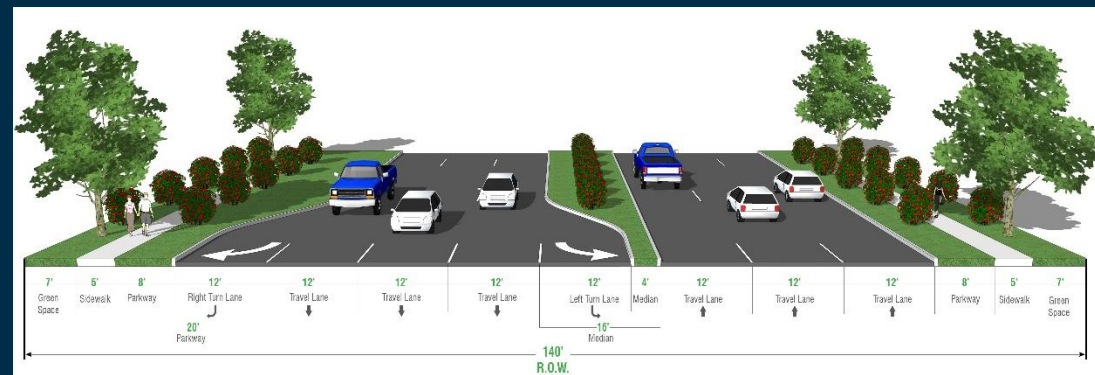 7' 5' 8' 12' 12' 12' 12' 12' 4' 12' 12' 12' 8' 5' 7'
Green Space Sidewalk Parkway Right Turn Lane Travel Lane Travel Lane Travel Lane Left Turn Lane Median Travel Lane Travel Lane Travel Lane Parkway Sidewalk Green Space
20'
Parkway
16'
Median
140'
R.O.W.